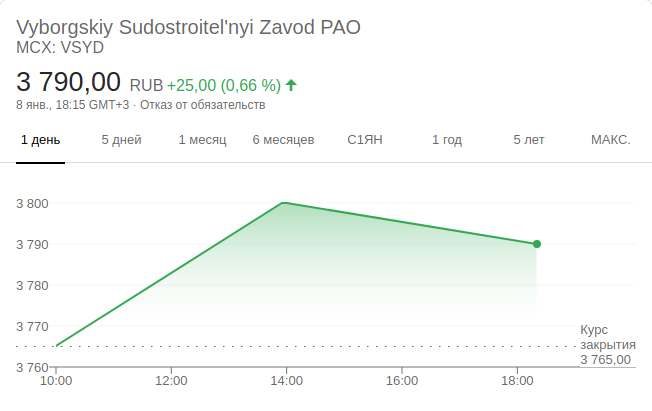 Vyborgskiy Sudostroitel'nyi Zavod PAO
MCX: VSYD
3 790,00 RUB +25,00 (0,66 %)
8 янв., 18:15 GMT+3 · Отказ от обязательств
1 день 5 дней 1 месяц 6 месяцев С1ЯН 1 год 5 лет МАКС.
3 800
3 790
3 780
3 770
3 760
Курс
закрытия
3 765,00
10:00 12:00 14:00 16:00 18:00